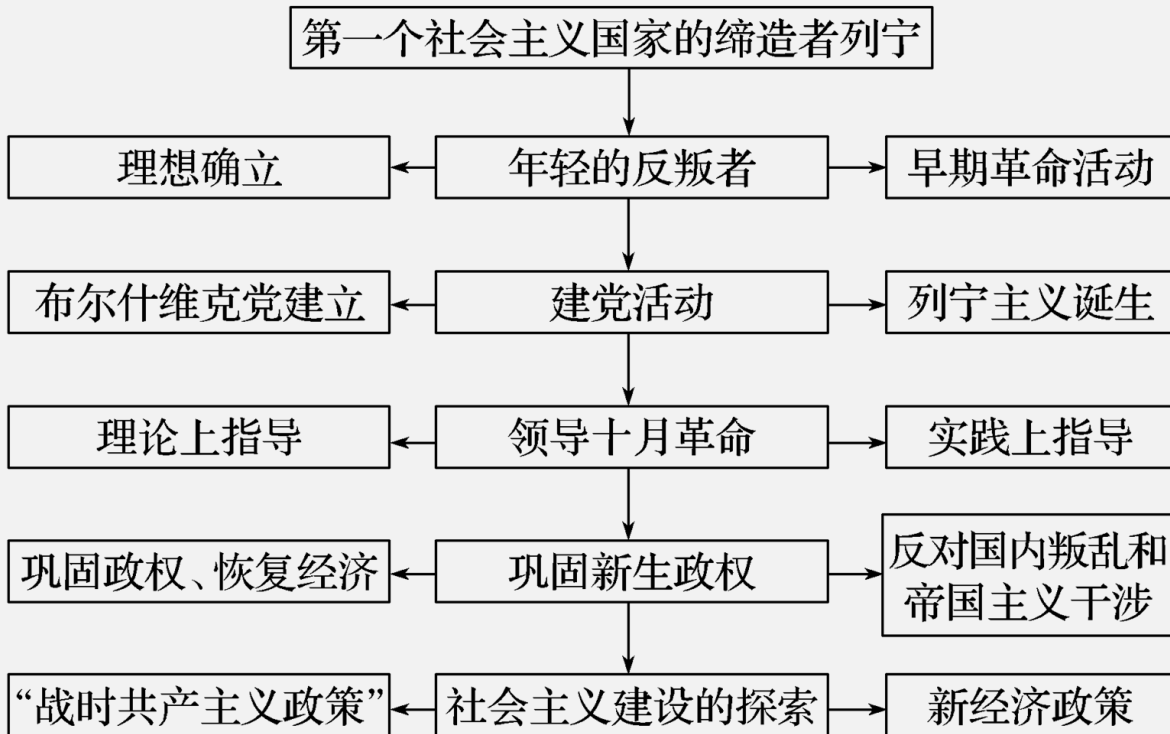 第一个社会主义国家的缔造者列宁
理想确立
年轻的反叛者
早期革命活动
布尔什维克党建立
建党活动
列宁主义诞生
理论上指导
领导十月革命
实践上指导
巩固政权、恢复经济
巩固新生政权
反对国内叛乱和
帝国主义干涉
“战时共产主义政策”
社会主义建设的探索
新经济政策